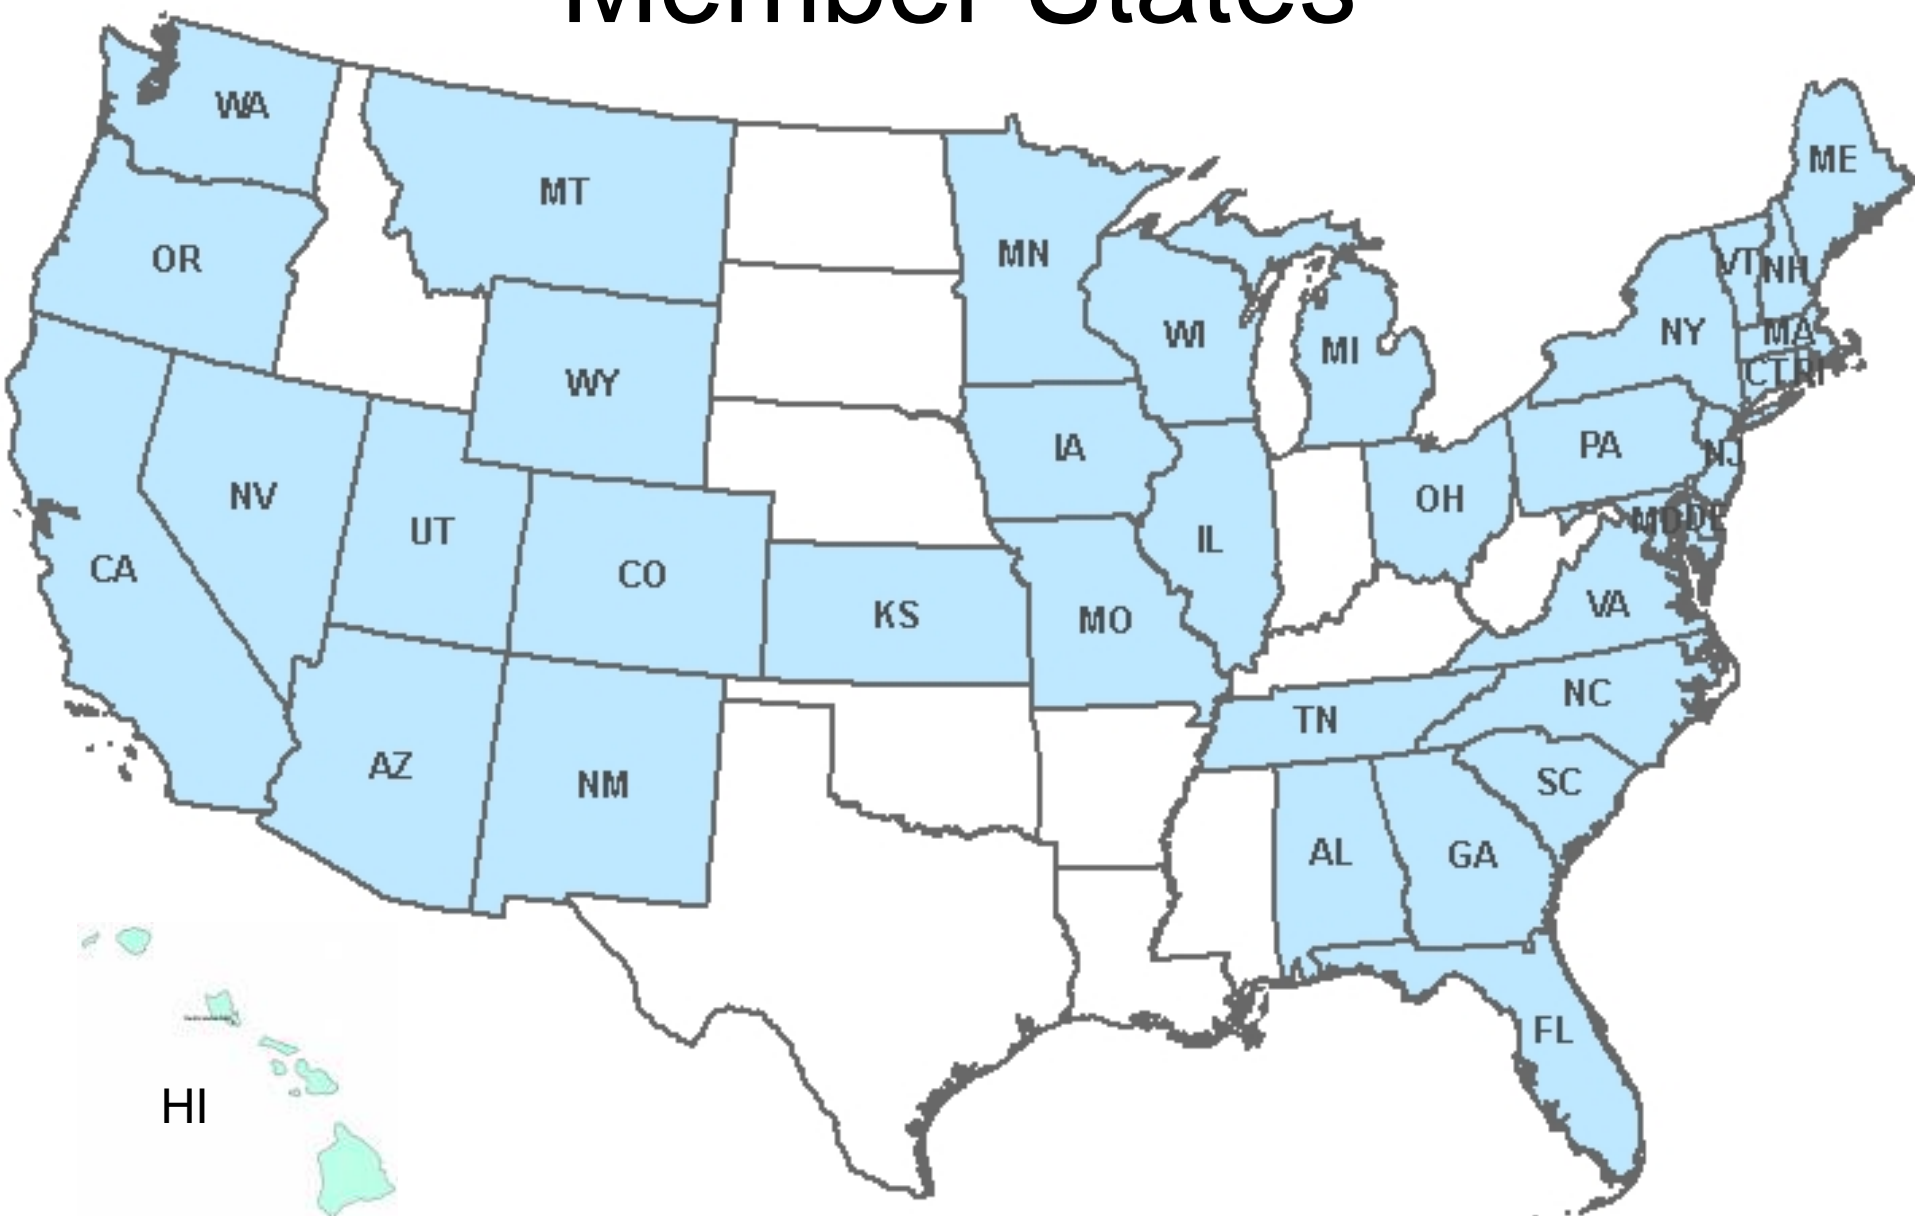 Member States
WA
MT
ME
OR
MN
VT
NH
WI
NY
MA
MI
CT
RI
WY
IA
PA
NJ
NV
OH
UT
IL
MD
DE
CA
CO
KS
MO
VA
NC
TN
AZ
NM
SC
AL
GA
FL
HI